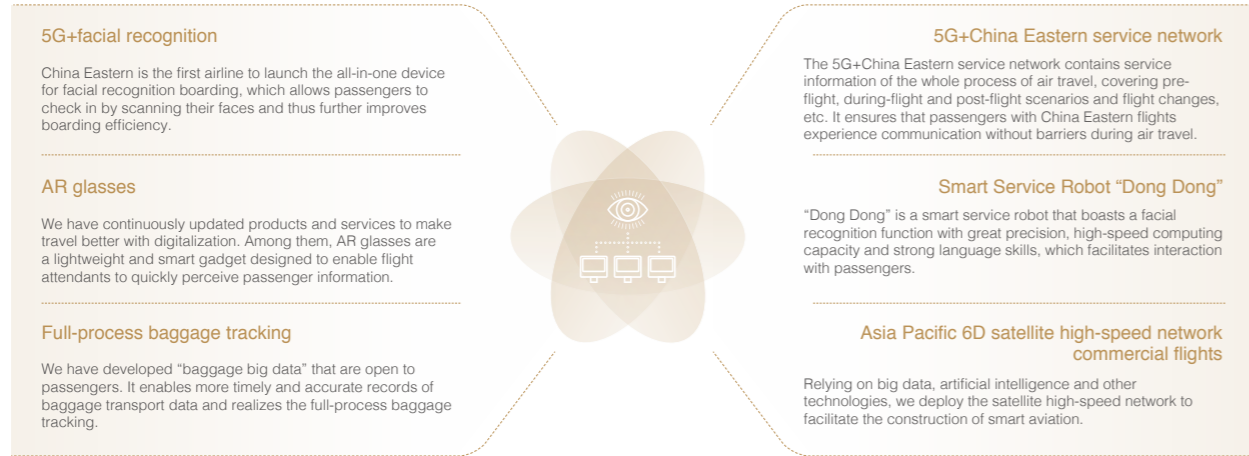 5G+facial recognition
China Eastern is the first airline to launch the all-in-one device
for facial recognition boarding, which allows passengers to
check in by scanning their faces and thus further improves
boarding efficiency.
AR glasses
We have continuously updated products and services to make
travel better with digitalization. Among them, AR glasses are
a lightweight and smart gadget designed to enable flight
attendants to quickly perceive passenger information.
Full-process baggage tracking
We have developed “baggage big data” that are open to
passengers. It enables more timely and accurate records of
baggage transport data and realizes the full-process baggage
tracking.
5G+China Eastern service network
The 5G+China Eastern service network contains service
information of the whole process of air travel, covering pre-
flight, during-flight and post-flight scenarios and flight changes,
etc. It ensures that passengers with China Eastern flights
experience communication without barriers during air travel.
Smart Service Robot “Dong Dong”
“Dong Dong” is a smart service robot that boasts a facial
recognition function with great precision, high-speed computing
capacity and strong language skills, which facilitates interaction
with passengers.
Asia Pacific 6D satellite high-speed network
commercial flights
Relying on big data, artificial intelligence and other
technologies, we deploy the satellite high-speed network to
facilitate the construction of smart aviation.